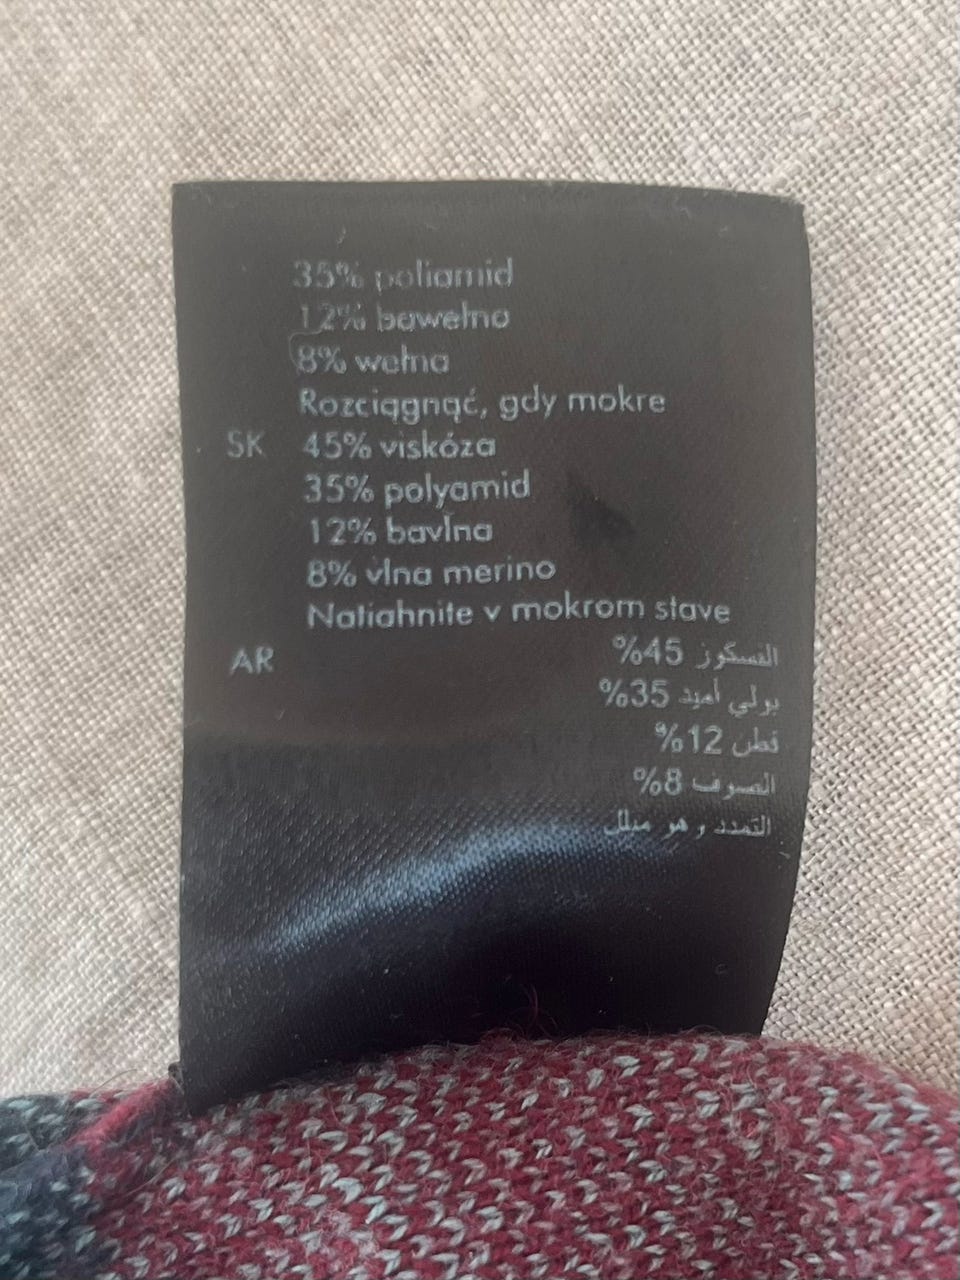 35% poliamid
12% bawełna
8% wełna
Rozciągnąć, gdy mokre
SK 45% viskóza
35% polyamid
12% bavlna
8% vlna merino
Natiahnite v mokrom stave
AR الفسكوز 45%
بولي أميد 35%
قطن 12%
الصوف 8%
التمدد و هو مبلل